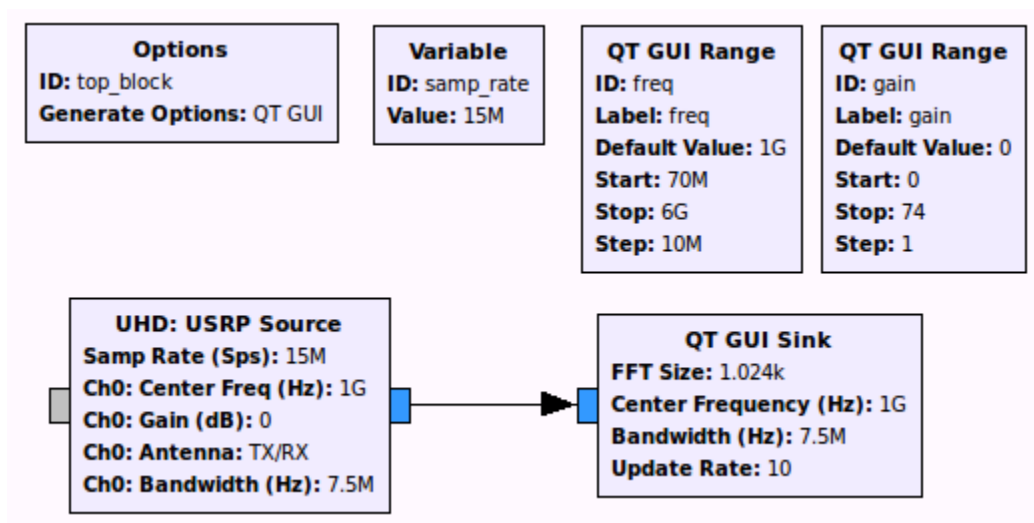 Options
ID: top_block
Generate Options: QT GUI
Variable
ID: samp_rate
Value: 15M
QT GUI Range
ID: freq
Label: freq
Default Value: 1G
Start: 70M
Stop: 6G
Step: 10M
QT GUI Range
ID: gain
Label: gain
Default Value: 0
Start: 0
Stop: 74
Step: 1
UHD: USRP Source
Samp Rate (Sps): 15M
Ch0: Center Freq (Hz): 1G
Ch0: Gain (dB): 0
Ch0: Antenna: TX/RX
Ch0: Bandwidth (Hz): 7.5M
QT GUI Sink
FFT Size: 1.024k
Center Frequency (Hz): 1G
Bandwidth (Hz): 7.5M
Update Rate: 10